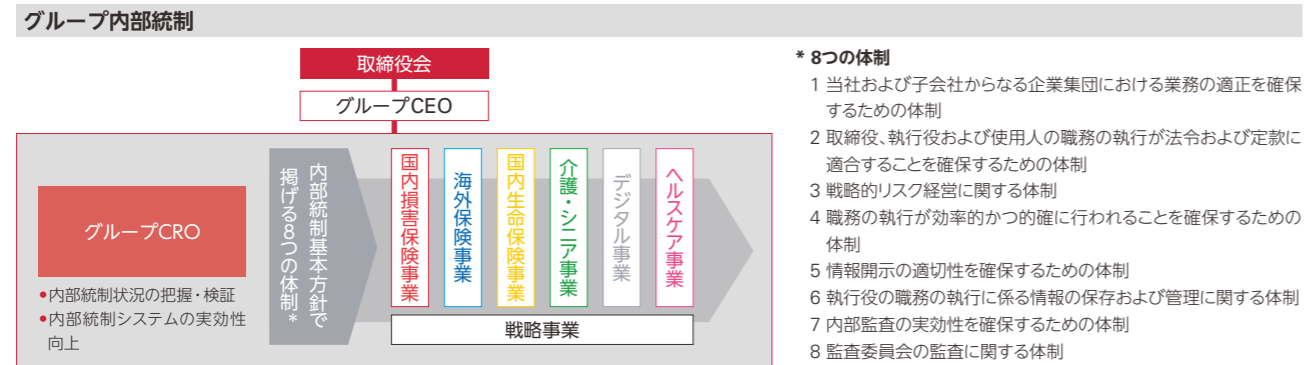 グループ内部統制
取締役会
グループCEO
グループCRO
•内部統制状況の把握・検証
•内部統制システムの実効性
向上
内部統制基本方針で
掲げる8つの体制*
国内損害保険事業
海外保険事業
国内生命保険事業
介護・シニア事業
デジタル事業
ヘルスケア事業
戦略事業
* 8つの体制
1 当社および子会社からなる企業集団における業務の適正を確保
するための体制
2 取締役、執行役および使用人の職務の執行が法令および定款に
適合することを確保するための体制
3 戦略的リスク経営に関する体制
4 職務の執行が効率的かつ的確に行われることを確保するための
体制
5 情報開示の適切性を確保するための体制
6 執行役の職務の執行に係る情報の保存および管理に関する体制
7 内部監査の実効性を確保するための体制
8 監査委員会の監査に関する体制